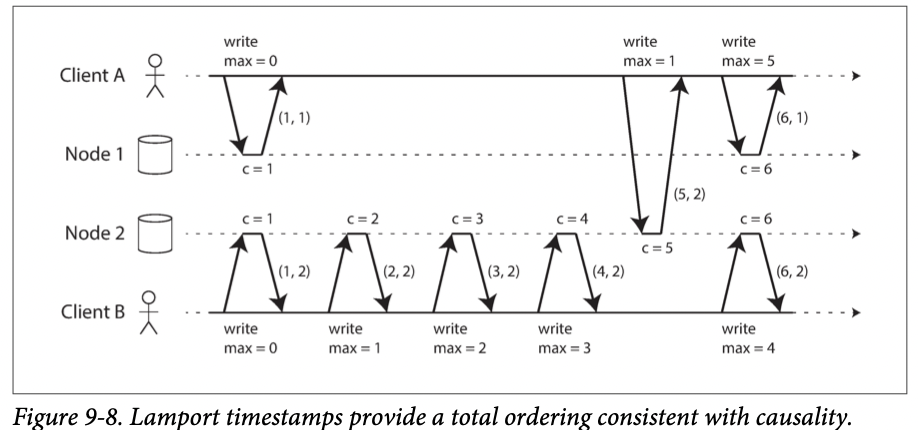 write
max = 0
write
max = 1
write
max = 5
Client A
(1, 1)
(6, 1)
Node 1
c = 1
c = 6
(5, 2)
c = 1
c = 2
c = 3
c = 4
c = 6
Node 2
c = 5
(1, 2)
(2, 2)
(3, 2)
(4, 2)
(6, 2)
Client B
write
max = 0
write
max = 1
write
max = 2
write
max = 3
write
max = 4
Figure 9-8. Lamport timestamps provide a total ordering consistent with causality.